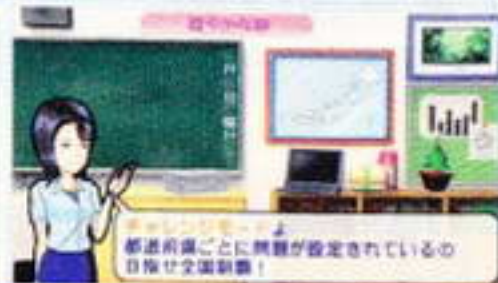 チャレンジモードよ
都道府県ごとに問題が設定されているの
目指せ全国制覇！